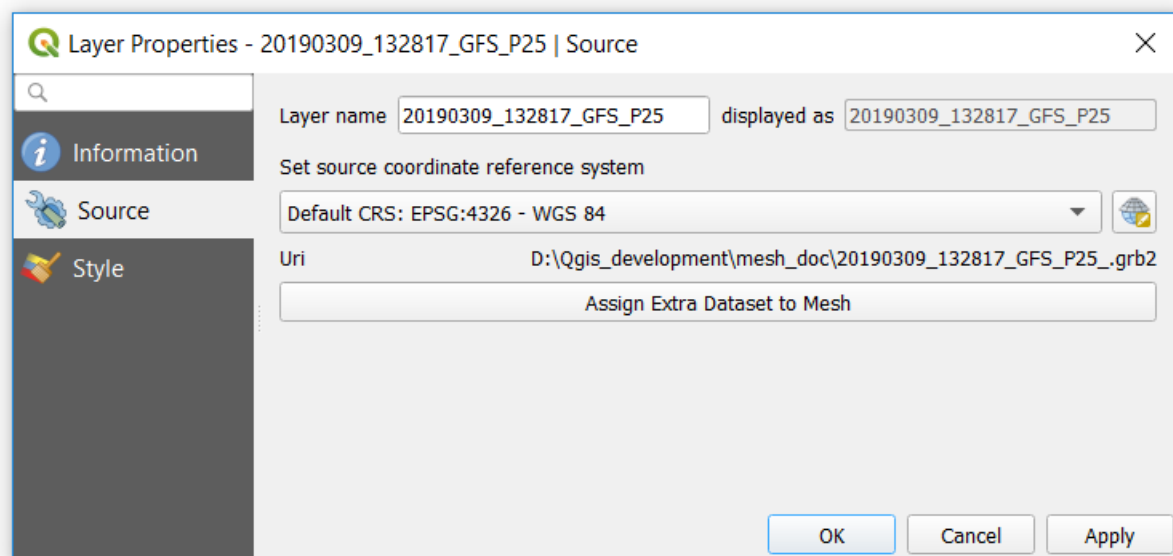 Layer Properties - 20190309_132817_GFS_P25 | Source
Information
Source
Style
Layer name 20190309_132817_GFS_P25 displayed as 20190309_132817_GFS_P25
Set source coordinate reference system
Default CRS: EPSG:4326 - WGS 84
Uri D:\Qgis_development\mesh_doc\20190309_132817_GFS_P25_.grb2
Assign Extra Dataset to Mesh
OK Cancel Apply